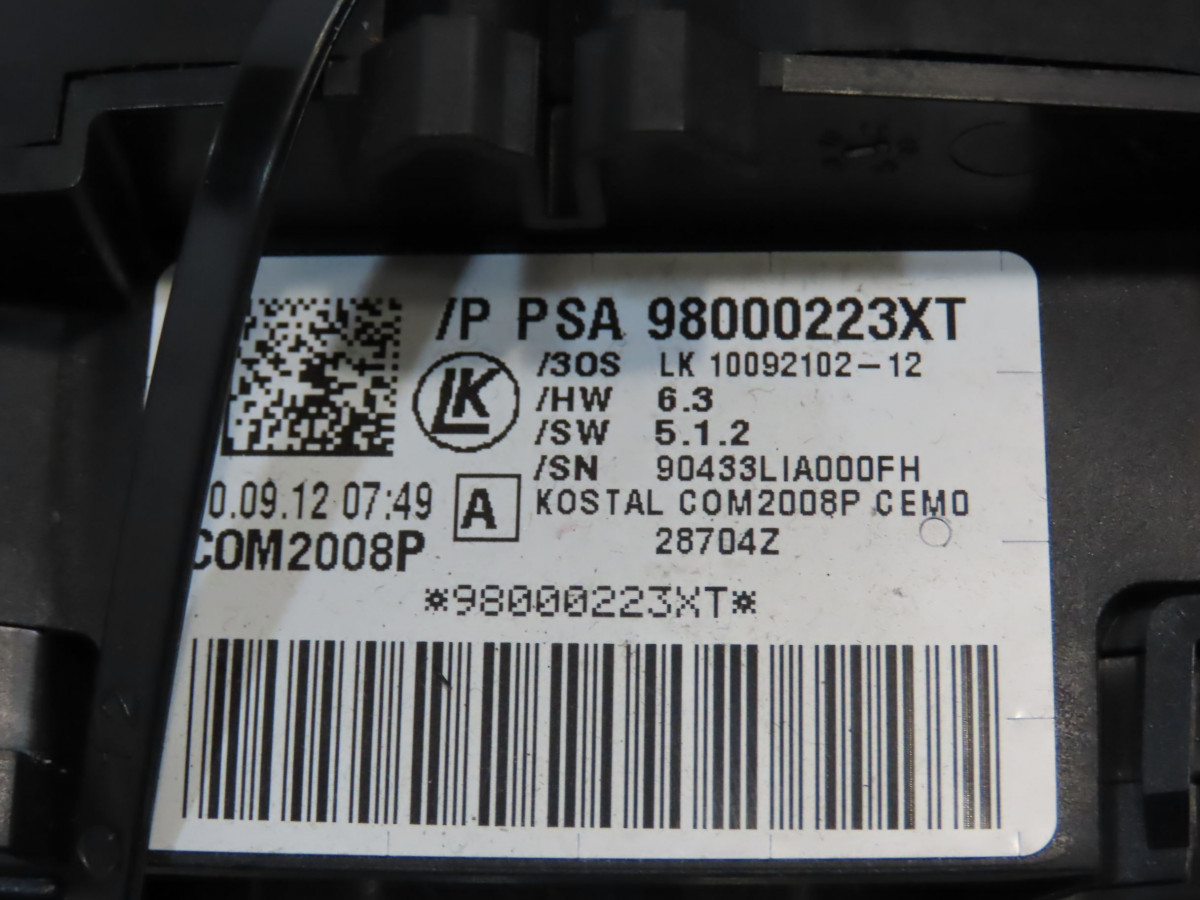 /P PSA 98000223XT
/3OS LK 10092102-12
LK
/HW 6.3
/SW 5.1.2
/SN 90433LIA000FH
0.09.12 07:49
A
KOSTAL COM2008P CEM0
28704Z
COM2008P
*98000223XT*